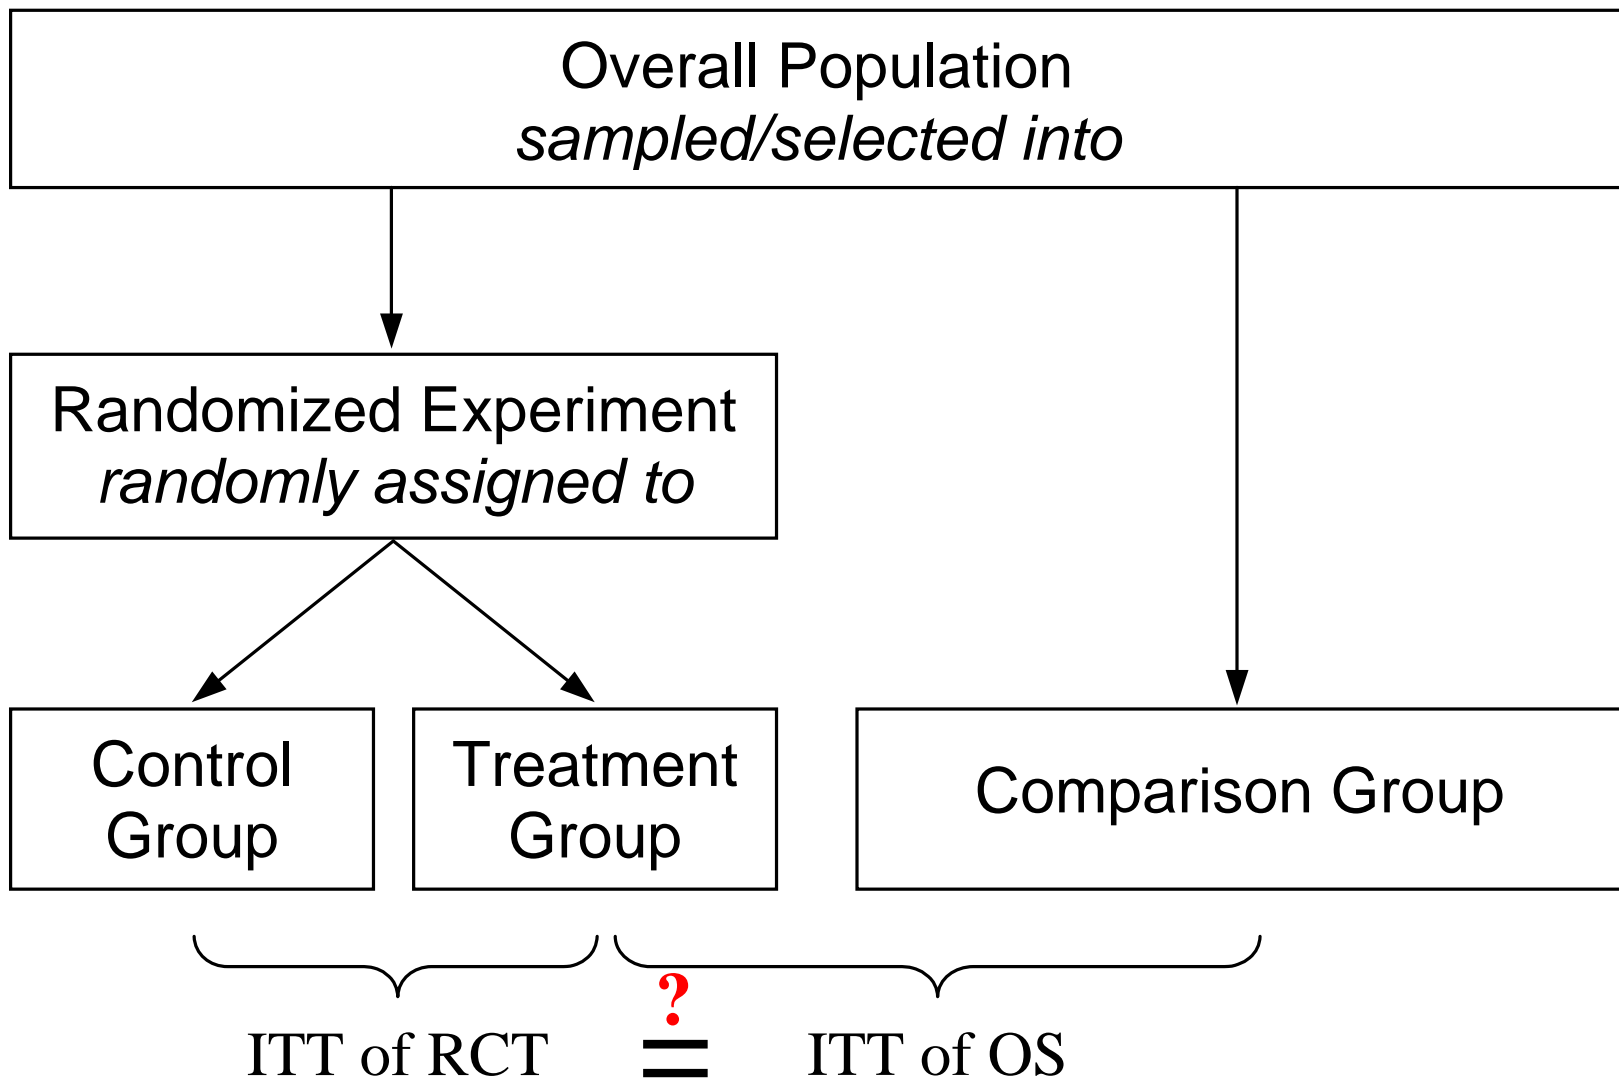 Overall Population
sampled/selected into
Randomized Experiment
randomly assigned to
Control
Group
Treatment
Group
Comparison Group
?
ITT of RCT = ITT of OS